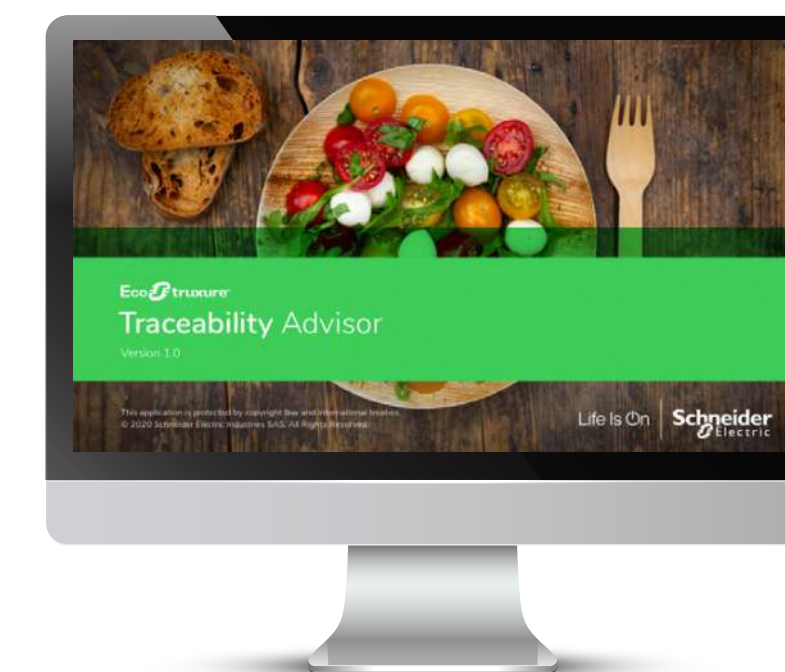 EcoStruxure
Traceability Advisor
Version 1.0
This application is protected by copyright law and international treaties.
© 2020 Schneider Electric Industries SAS. All Rights Reserved.
Life Is On
Schneider
Electric